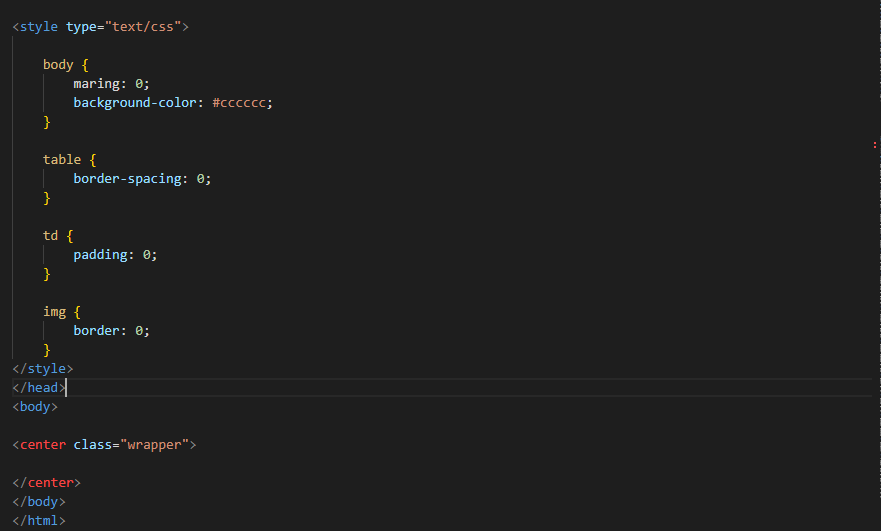 <style type="text/css">
body {
maring: 0;
background-color: #cccccc;
}
table {
border-spacing: 0;
}
td {
padding: 0;
}
img {
border: 0;
}
</style>
</head>
<body>
<center class="wrapper">
</center>
</body>
</html>